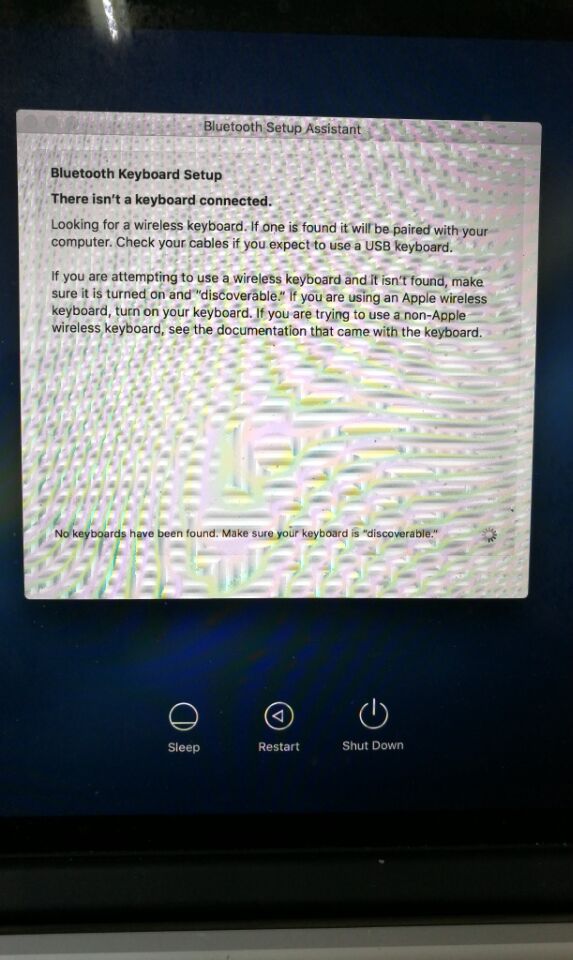 Bluetooth Setup Assistant
Bluetooth Keyboard Setup
There isn't a keyboard connected.
Looking for a wireless keyboard. If one is found it will be paired with your
computer. Check your cables if you expect to use a USB keyboard.
If you are attempting to use a wireless keyboard and it isn't found, make
sure it is turned on and "discoverable." If you are using an Apple wireless
keyboard, turn on your keyboard. If you are trying to use a non-Apple
wireless keyboard, see the documentation that came with the keyboard.
No keyboards have been found. Make sure your keyboard is "discoverable."
Sleep
Restart
Shut Down